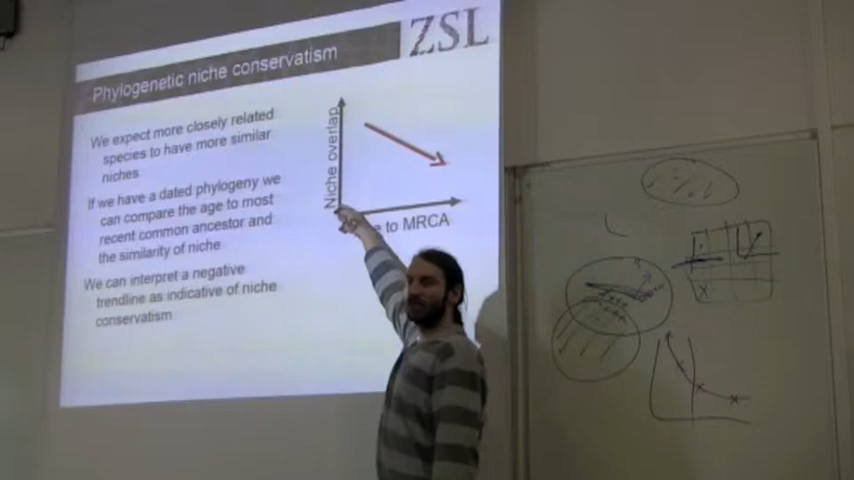 Phylogenetic niche conservatism
ZSL
We expect more closely related
species to have more similar
niches
If we have a dated phylogeny we
can compare the age to most
recent common ancestor and
the similarity of niche
We can interpret a negative
trendline as indicative of niche
conservatism
Niche overlap
to MRCA